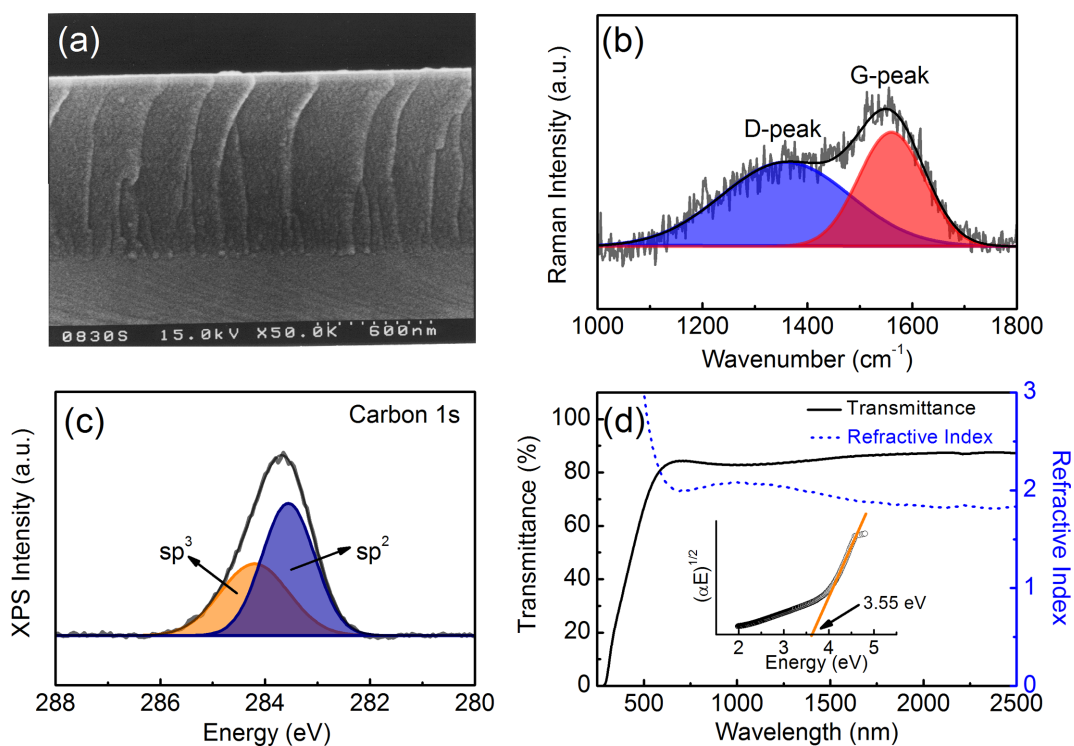 (a)
0830S 15.0kV X50.0K 600nm
(b)
G-peak
D-peak
Raman Intensity (a.u.)
1000 1200 1400 1600 1800
Wavenumber (cm⁻¹)
(c)
Carbon 1s
sp³
sp²
XPS Intensity (a.u.)
288 286 284 282 280
Energy (eV)
(d)
Transmittance
Refractive Index
100
80
60
40
20
0
Transmittance (%)
3
2
1
0
Refractive Index
(αE)¹ᐟ²
3.55 eV
2 3 4 5
Energy (eV)
500 1000 1500 2000 2500
Wavelength (nm)